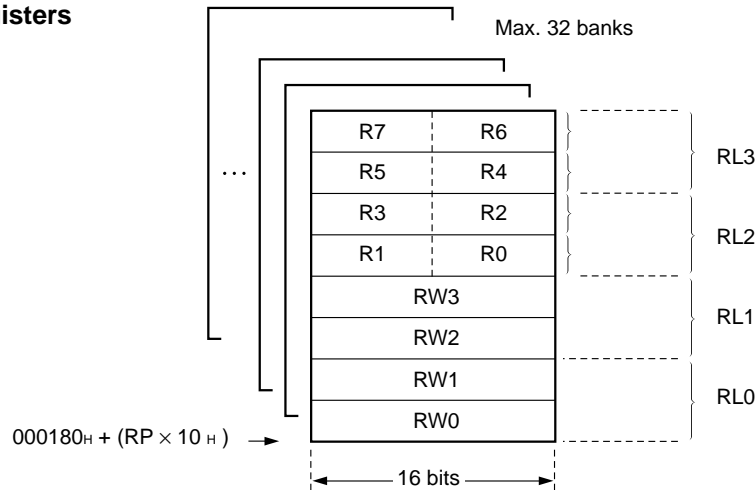 isters
Max. 32 banks
R7 R6
R5 R4
R3 R2
R1 R0
RW3
RW2
RW1
RW0
RL3
RL2
RL1
RL0
...
000180H + (RP × 10 H )
16 bits